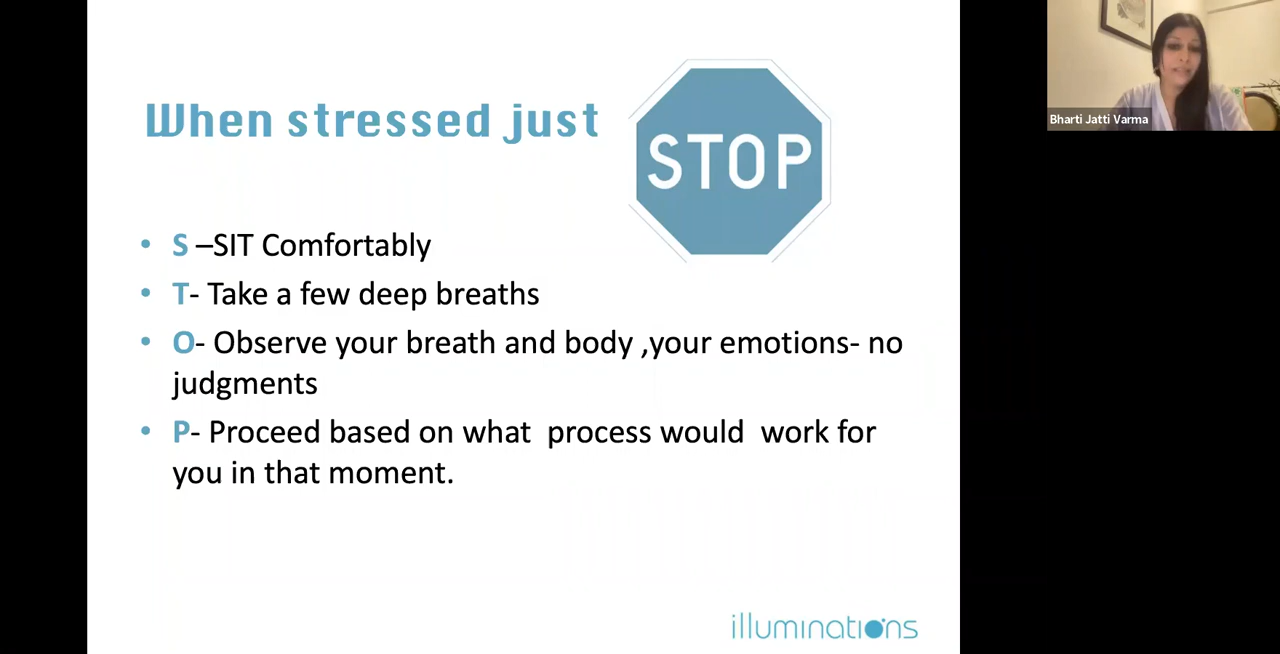 When stressed just
STOP
• S –SIT Comfortably
• T- Take a few deep breaths
• O- Observe your breath and body ,your emotions- no
judgments
• P- Proceed based on what  process would  work for
you in that moment.
illuminations
Bharti Jatti Varma